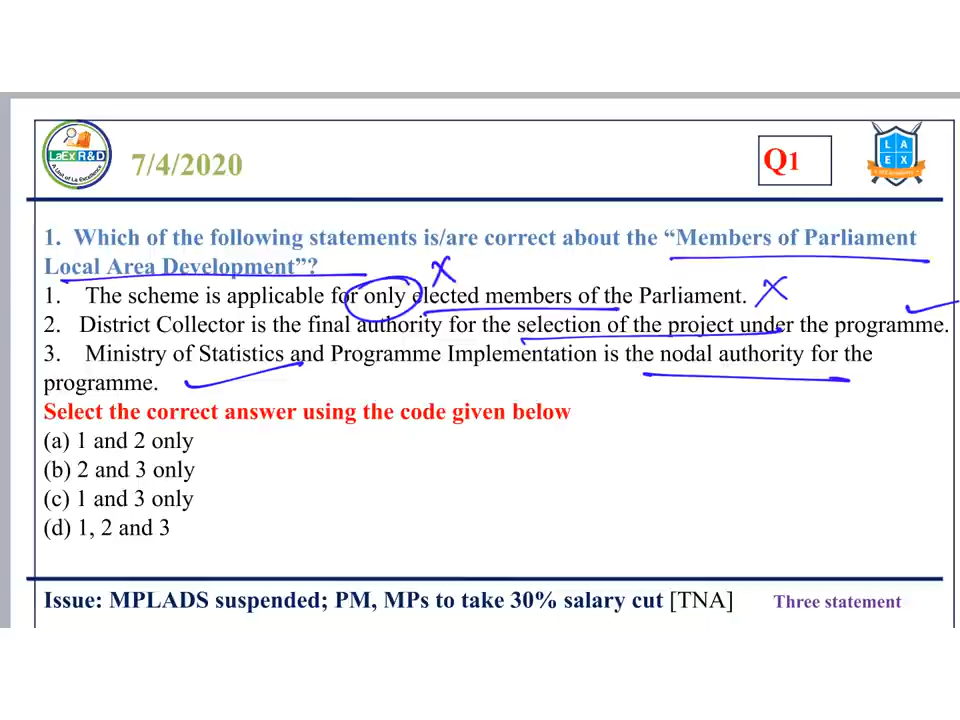 LaEx R&D
A Unit of La Excellence
7/4/2020
Q1
L A
E X
1. Which of the following statements is/are correct about the “Members of Parliament
Local Area Development”?
1. The scheme is applicable for only elected members of the Parliament.
2. District Collector is the final authority for the selection of the project under the programme.
3. Ministry of Statistics and Programme Implementation is the nodal authority for the
programme.
Select the correct answer using the code given below
(a) 1 and 2 only
(b) 2 and 3 only
(c) 1 and 3 only
(d) 1, 2 and 3
Issue: MPLADS suspended; PM, MPs to take 30% salary cut [TNA] Three statement